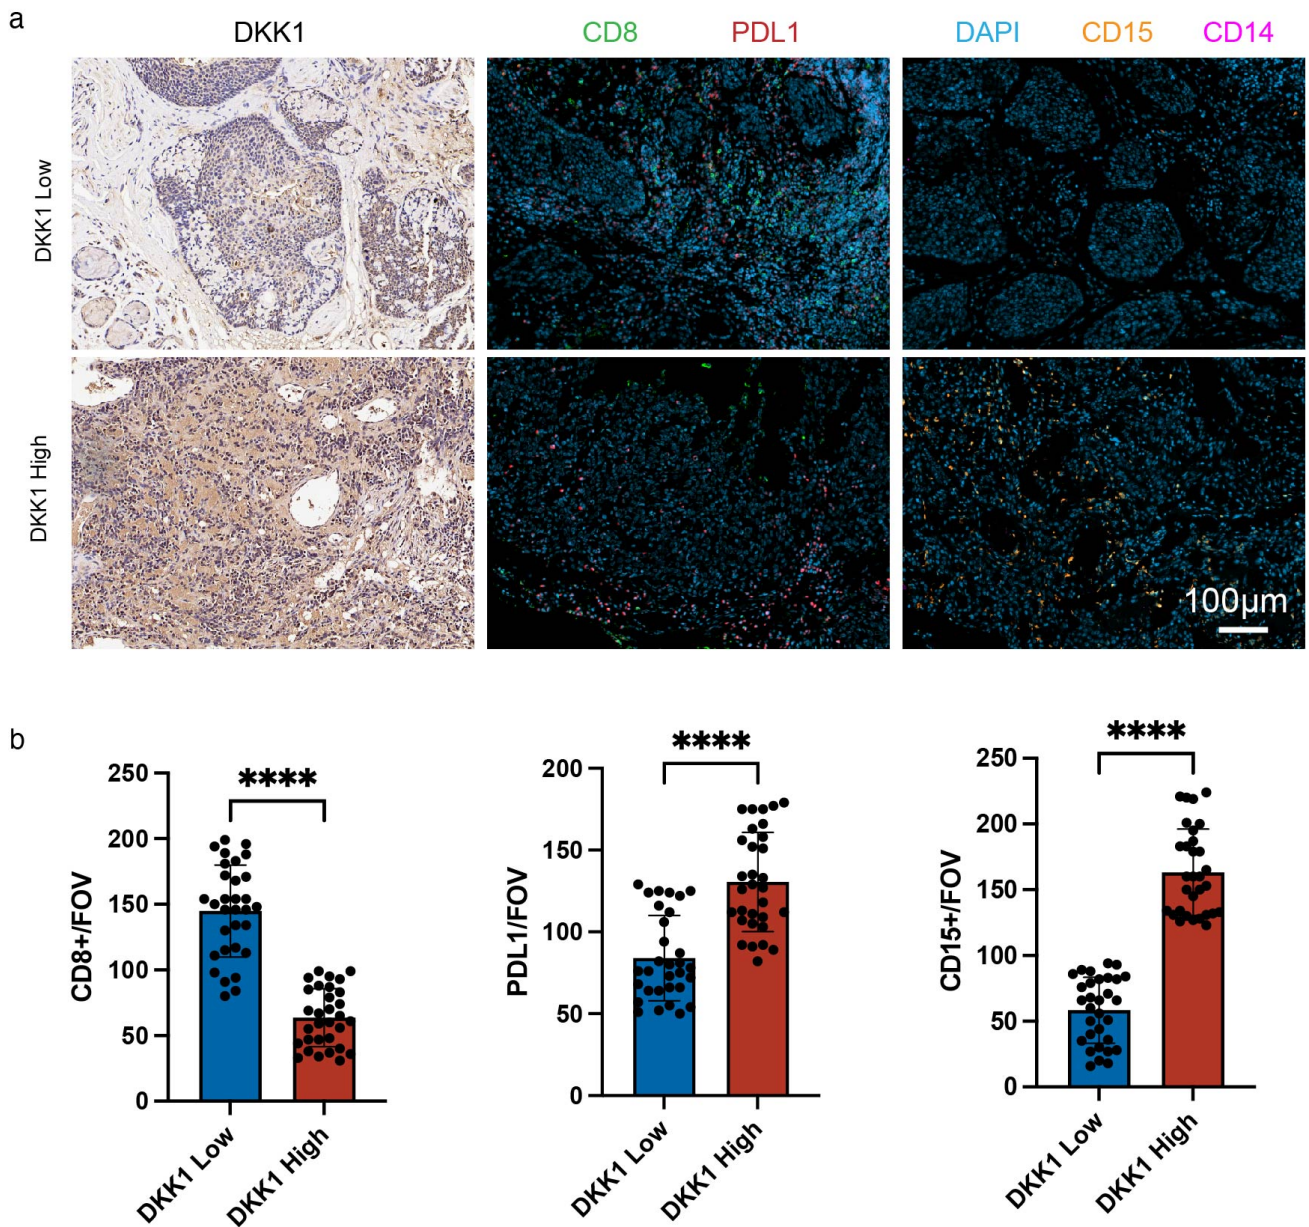 a
DKK1 CD8 PDL1 DAPI CD15 CD14
DKK1 Low
DKK1 High
100µm
b
CD8+/FOV
250
200
150
100
50
0
****
DKK1 Low
DKK1 High
PDL1/FOV
200
150
100
50
0
****
DKK1 Low
DKK1 High
CD15+/FOV
250
200
150
100
50
0
****
DKK1 Low
DKK1 High